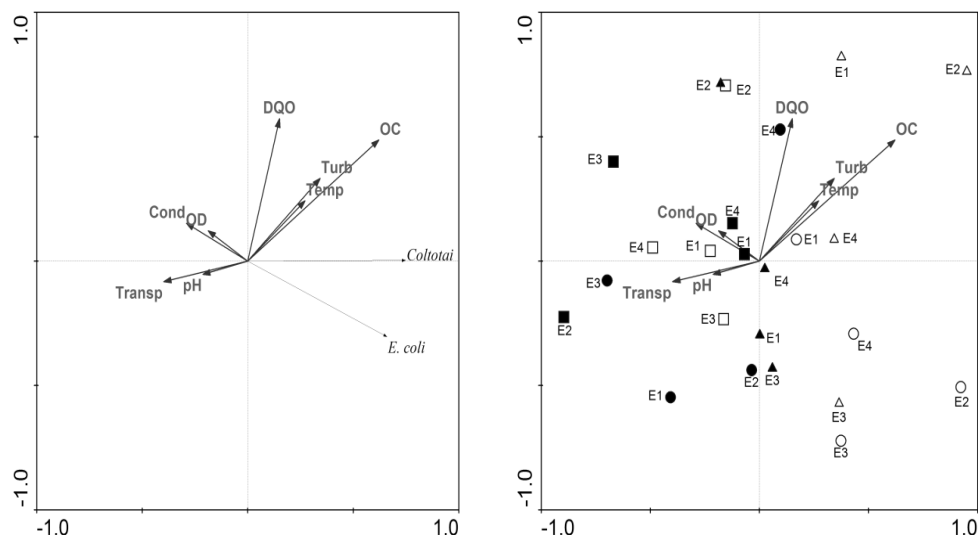 1.0
DQO
OC
Turb
Temp
Cond
OD
Coltotai
Transp
pH
E. coli
-1.0
-1.0
1.0
1.0
E1
E2
E2
E2
DQO
E4
OC
E3
Turb
Temp
E4
Cond
OD
E1
E1
E4
E4
E1
E4
Transp
pH
E3
E2
E3
E1
E4
E1
E2
E3
E2
E3
E3
-1.0
-1.0
1.0